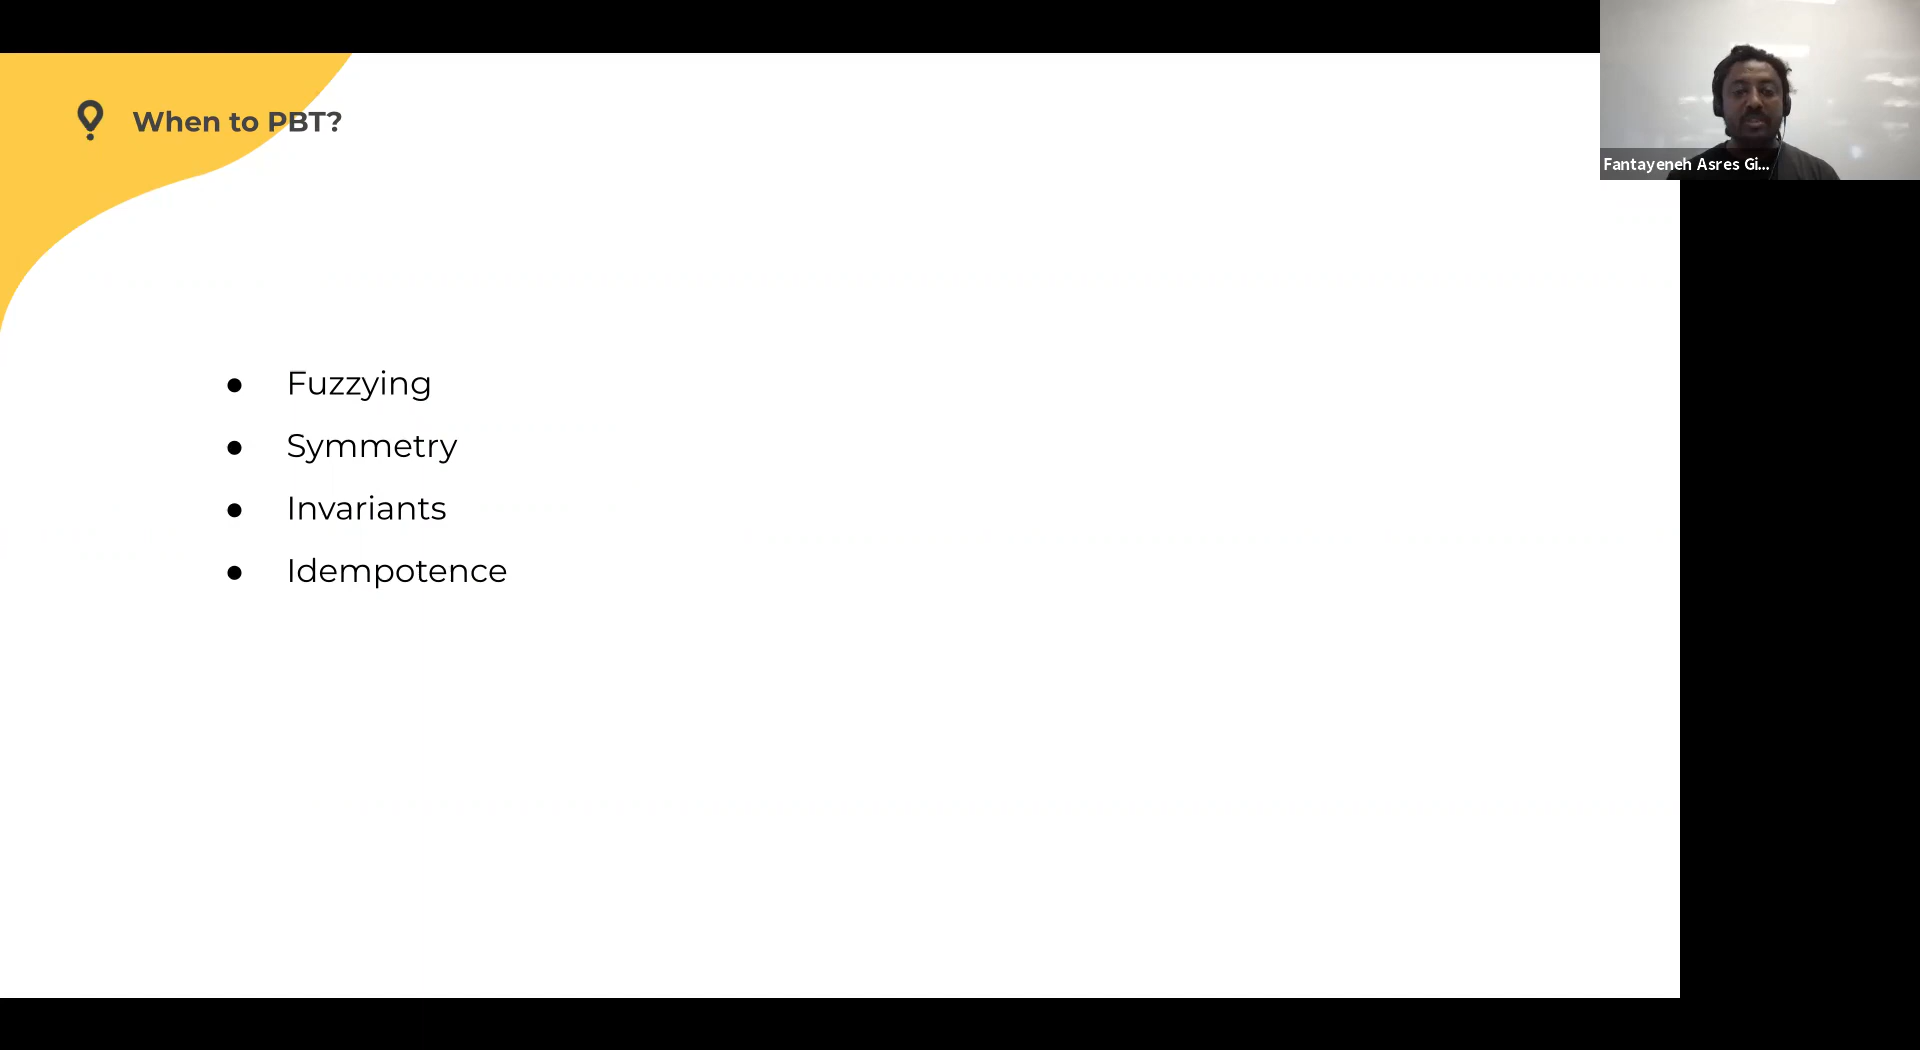 When to PBT?
Fuzzying
Symmetry
Invariants
Idempotence
Fantayeneh Asres Gi...